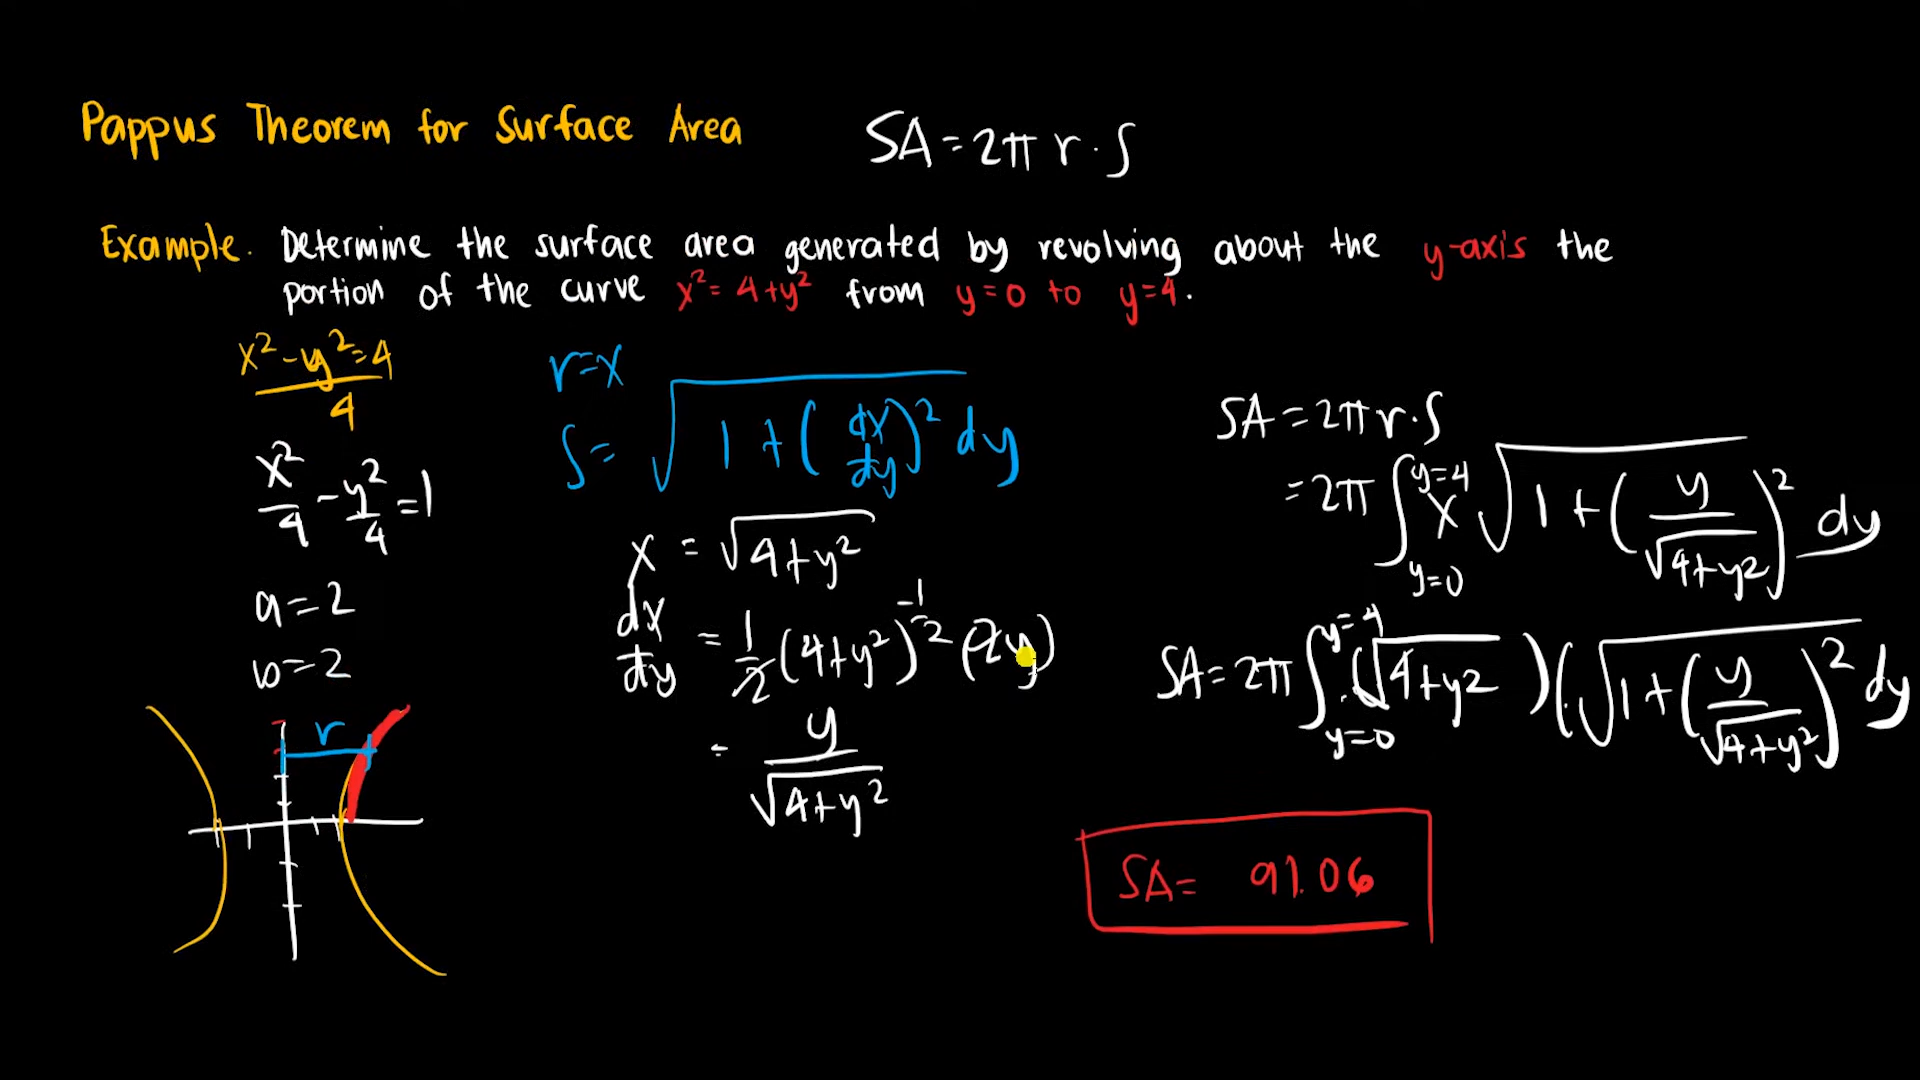 Pappus Theorem for Surface Area
SA = 2π r · S
Example. Determine the surface area generated by revolving about the y-axis the
portion of the curve x² = 4+y² from y=0 to y=4.
x² - y² = 4
4
x²/4 - y²/4 = 1
a = 2
b = 2
r
r = x
S = √(1 + (dx/dy)²) dy
x = √(4+y²)
dx/dy = 1/2 (4+y²)^(-1/2) (2y)
= y/√(4+y²)
SA = 2π r · S
= 2π ∫_{y=0}^{y=4} x √(1 + (y/√(4+y²))²) dy
SA = 2π ∫_{y=0}^{y=4} (√(4+y²)) (√(1 + (y/√(4+y²))²) dy
SA = 91.06